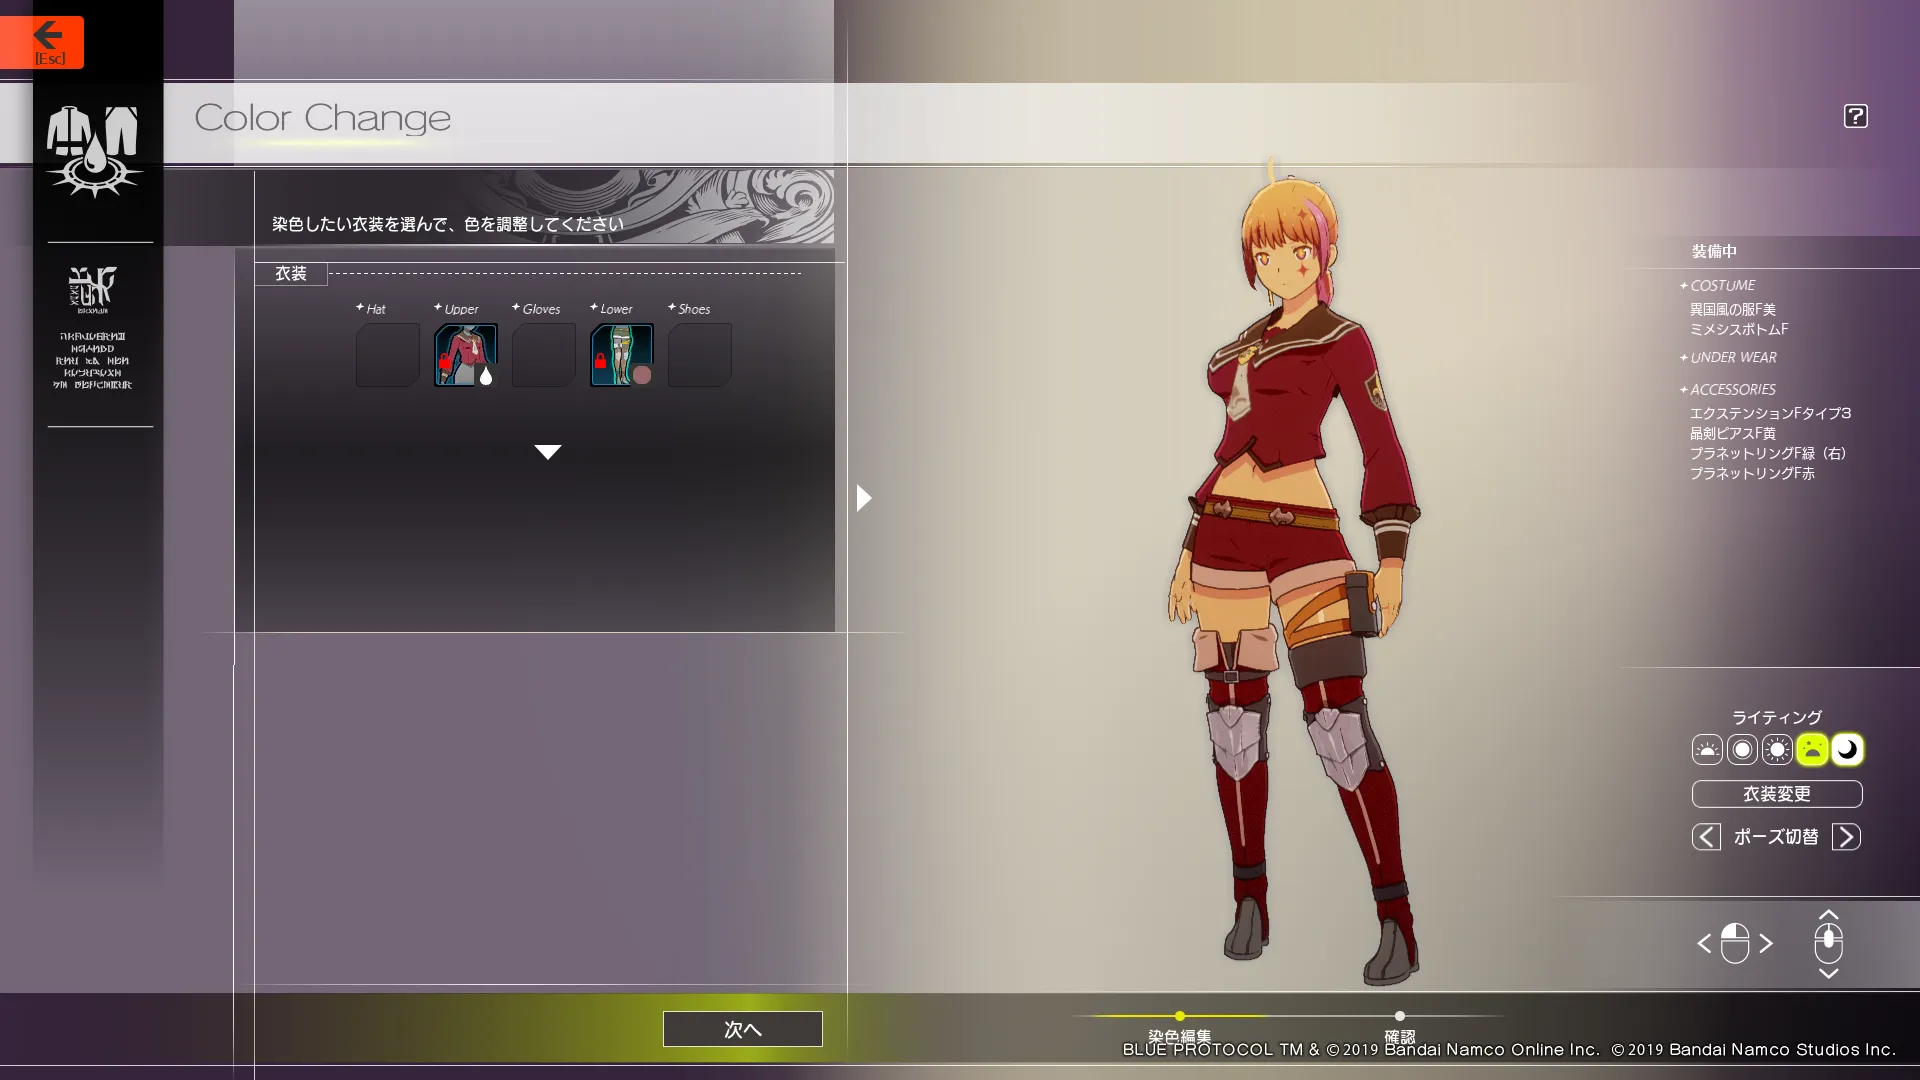 [Esc]
Color Change
?
染色したい衣装を選んで、色を調整してください
衣装
Hat
Upper
Gloves
Lower
Shoes
装備中
COSTUME
異国風の服F美
ミメシスボトムF
UNDER WEAR
ACCESSORIES
エクステンションFタイプ3
晶剣ピアスF黄
プラネットリングF緑（右）
プラネットリングF赤
ライティング
衣装変更
ポーズ切替
次へ
染色編集
確認
BLUE PROTOCOL TM & ©2019 Bandai Namco Online Inc. ©2019 Bandai Namco Studios Inc.